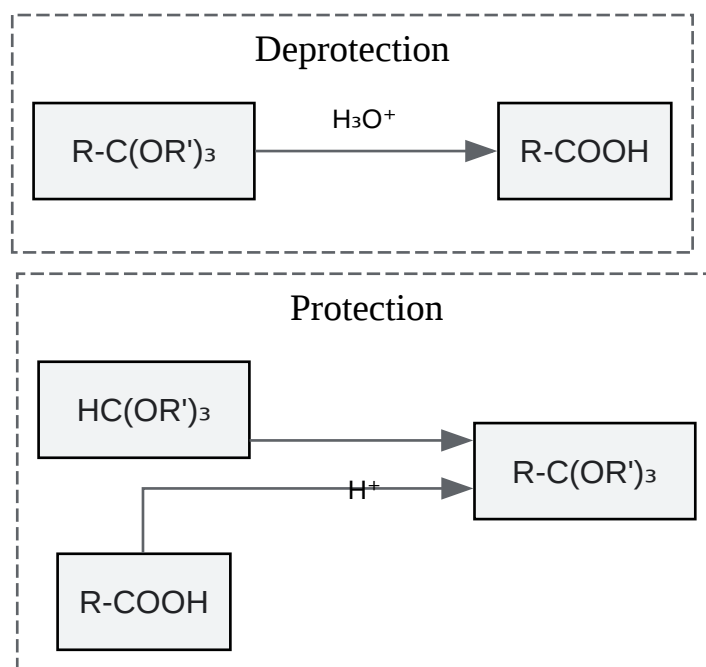 Deprotection
H₃O⁺
R-C(OR')₃
R-COOH
Protection
HC(OR')₃
R-C(OR')₃
H⁺
R-COOH